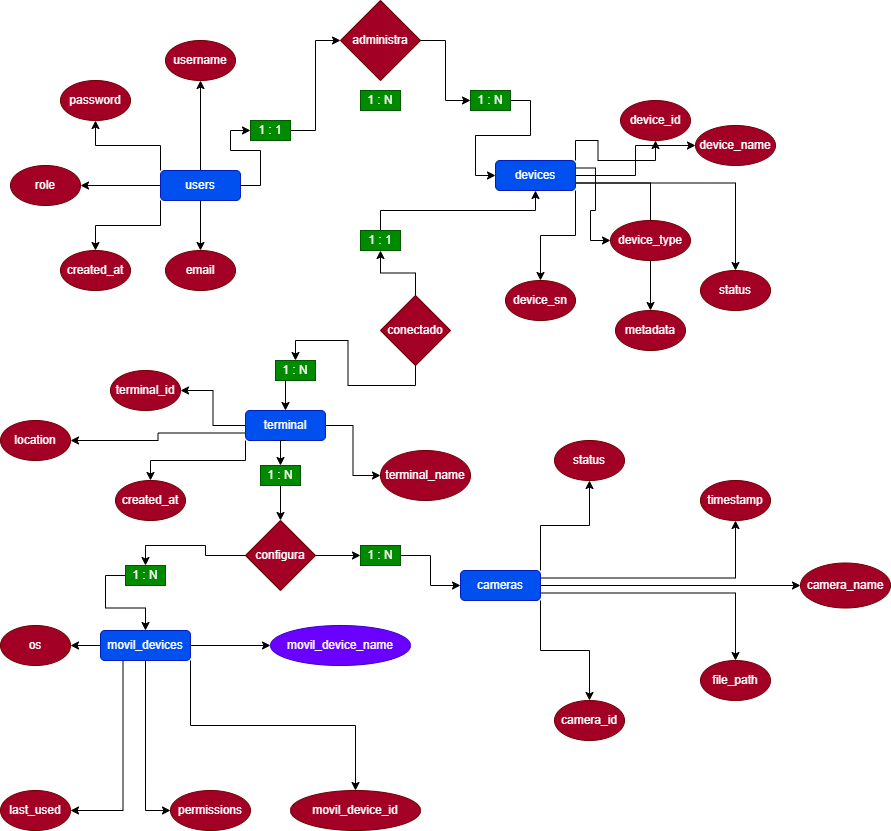 administra
username
password
1 : N
1 : N
device_id
1 : 1
device_name
devices
role
users
1 : 1
device_type
created_at
email
status
device_sn
conectado
metadata
1 : N
terminal_id
terminal
location
status
1 : N
terminal_name
created_at
timestamp
configura
1 : N
1 : N
cameras
camera_name
os
movil_devices
movil_device_name
file_path
camera_id
last_used
permissions
movil_device_id